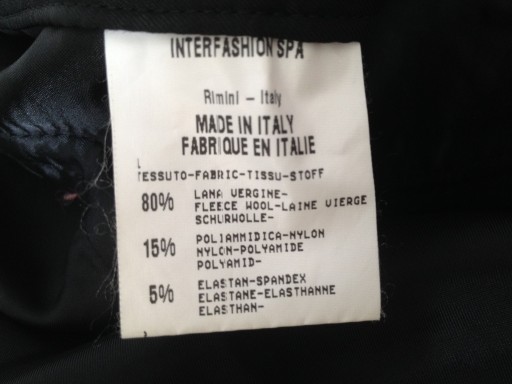 INTERFASHION SPA
Rimini - Italy
MADE IN ITALY
FABRIQUE EN ITALIE
TESSUTO-FABRIC-TISSU-STOFF
80% LANA VERGINE-
FLEECE WOOL-LAINE VIERGE
SCHURWOLLE-
15% POLIAMMIDICA-NYLON
NYLON-POLYAMIDE
POLYAMID-
5% ELASTAN-SPANDEX
ELASTANE-ELASTHANNE
ELASTHAN-